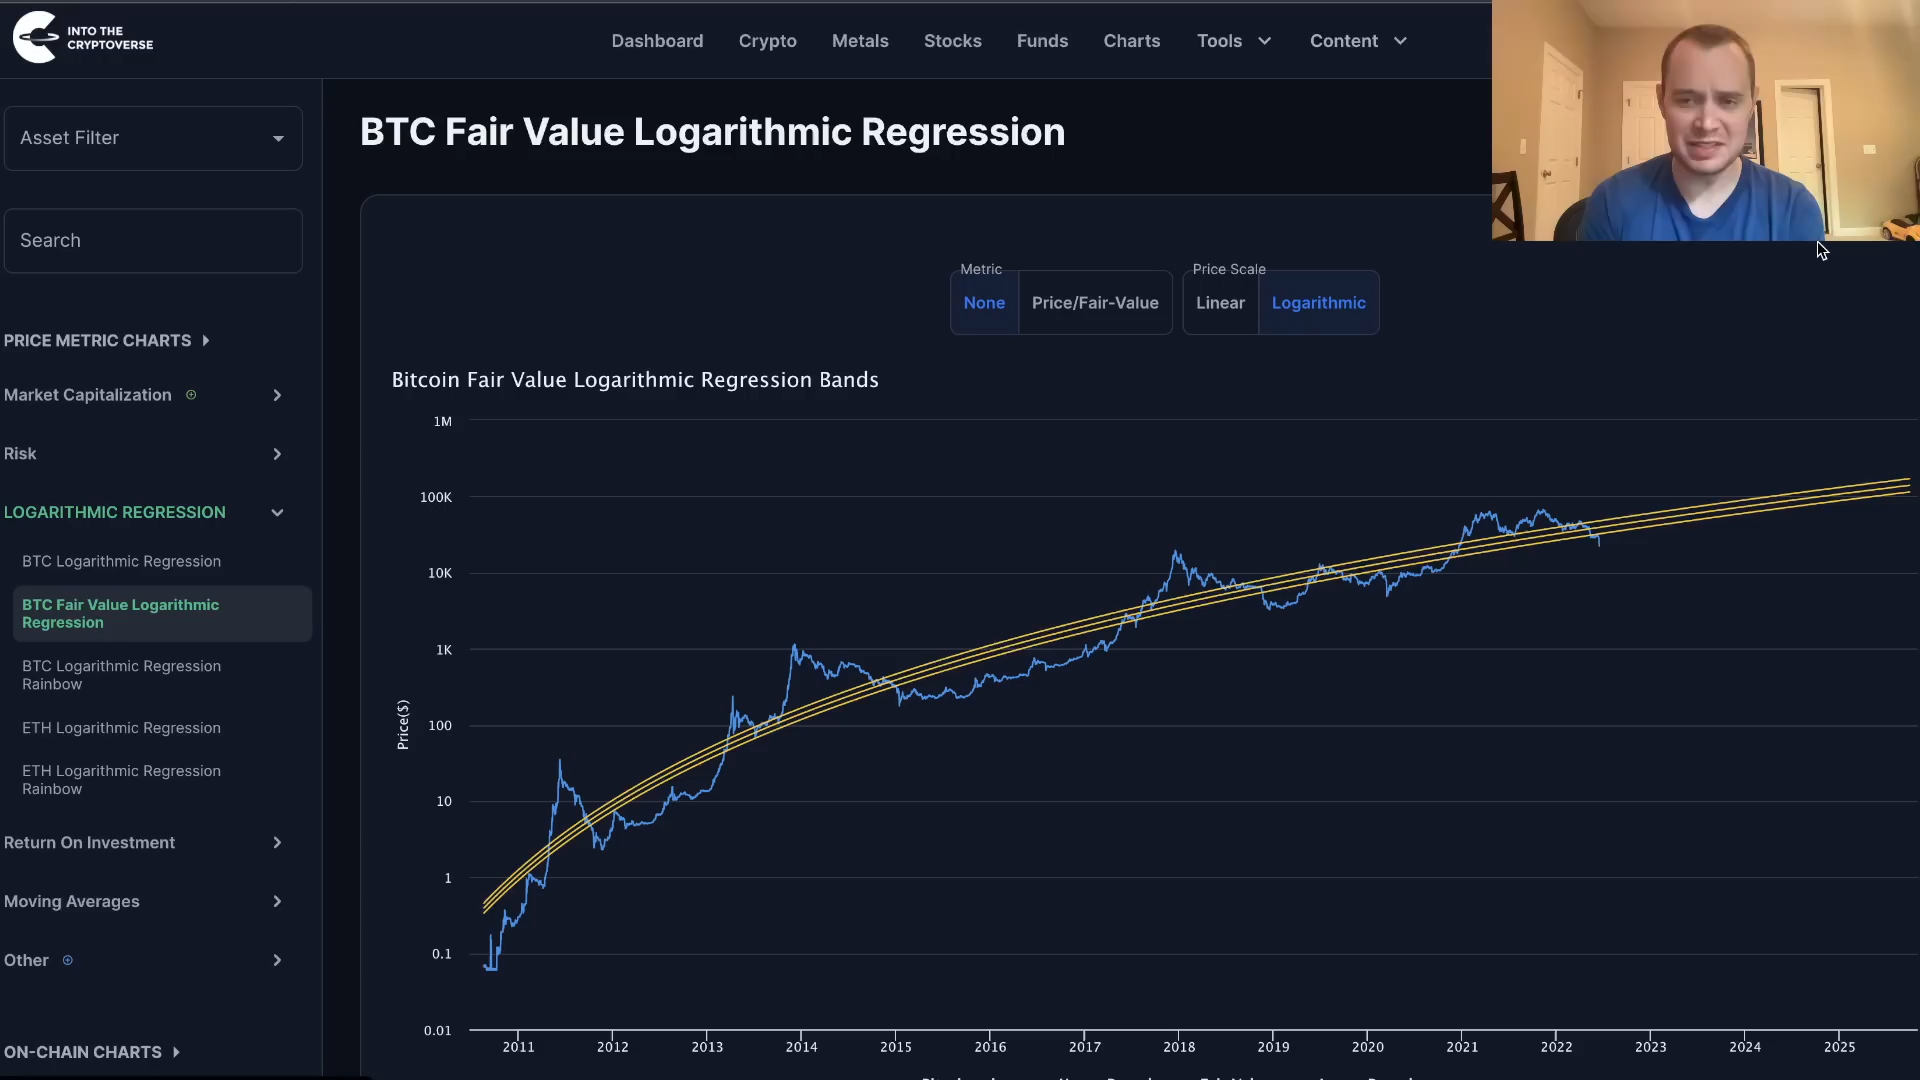 INTO THE
CRYPTOVERSE
Dashboard Crypto Metals Stocks Funds Charts Tools Content
Asset Filter
Search
PRICE METRIC CHARTS
Market Capitalization
Risk
LOGARITHMIC REGRESSION
BTC Logarithmic Regression
BTC Fair Value Logarithmic
Regression
BTC Logarithmic Regression
Rainbow
ETH Logarithmic Regression
ETH Logarithmic Regression
Rainbow
Return On Investment
Moving Averages
Other
ON-CHAIN CHARTS
BTC Fair Value Logarithmic Regression
Metric Price Scale
None Price/Fair-Value Linear Logarithmic
Bitcoin Fair Value Logarithmic Regression Bands
Price($)
1M
100K
10K
1K
100
10
1
0.1
0.01
2011 2012 2013 2014 2015 2016 2017 2018 2019 2020 2021 2022 2023 2024 2025